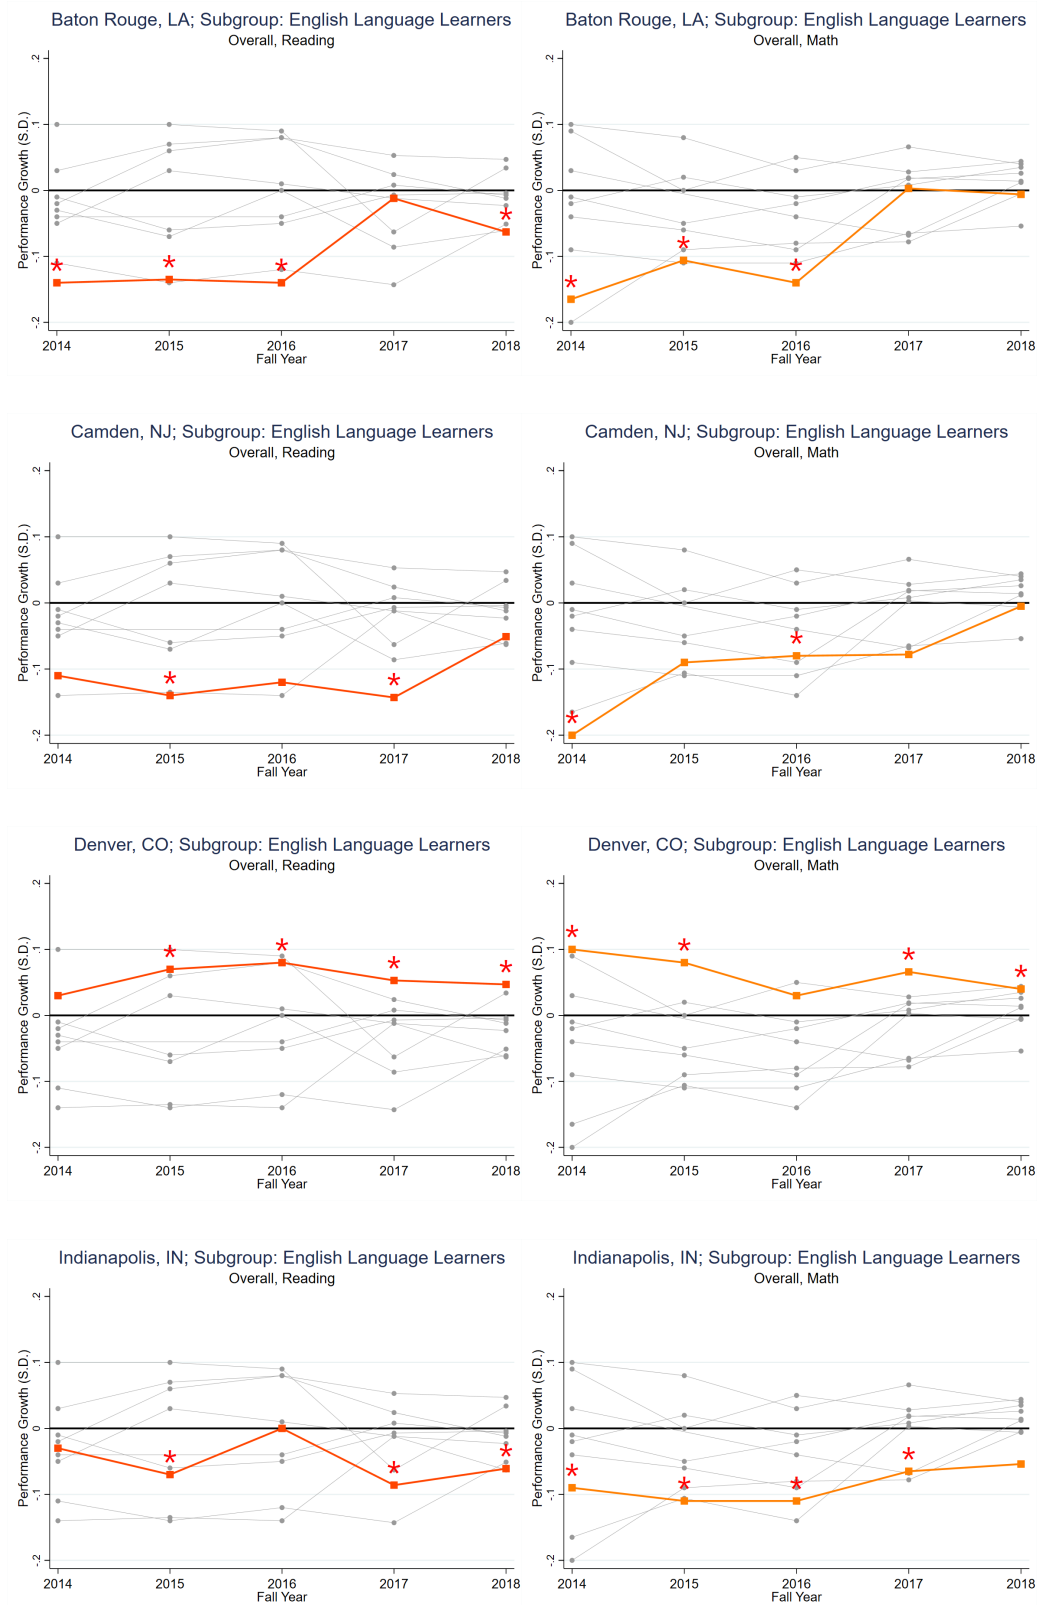 Baton Rouge, LA; Subgroup: English Language Learners
Overall, Reading
Performance Growth (S.D.)
.2
.1
0
-.1
-.2
* * * *
2014 2015 2016 2017 2018
Fall Year
Baton Rouge, LA; Subgroup: English Language Learners
Overall, Math
Performance Growth (S.D.)
.2
.1
0
-.1
-.2
* * *
2014 2015 2016 2017 2018
Fall Year
Camden, NJ; Subgroup: English Language Learners
Overall, Reading
Performance Growth (S.D.)
.2
.1
0
-.1
-.2
* *
2014 2015 2016 2017 2018
Fall Year
Camden, NJ; Subgroup: English Language Learners
Overall, Math
Performance Growth (S.D.)
.2
.1
0
-.1
-.2
* *
2014 2015 2016 2017 2018
Fall Year
Denver, CO; Subgroup: English Language Learners
Overall, Reading
Performance Growth (S.D.)
.2
.1
0
-.1
-.2
* * * *
2014 2015 2016 2017 2018
Fall Year
Denver, CO; Subgroup: English Language Learners
Overall, Math
Performance Growth (S.D.)
.2
.1
0
-.1
-.2
* * * *
2014 2015 2016 2017 2018
Fall Year
Indianapolis, IN; Subgroup: English Language Learners
Overall, Reading
Performance Growth (S.D.)
.2
.1
0
-.1
-.2
* * *
2014 2015 2016 2017 2018
Fall Year
Indianapolis, IN; Subgroup: English Language Learners
Overall, Math
Performance Growth (S.D.)
.2
.1
0
-.1
-.2
* * * *
2014 2015 2016 2017 2018
Fall Year